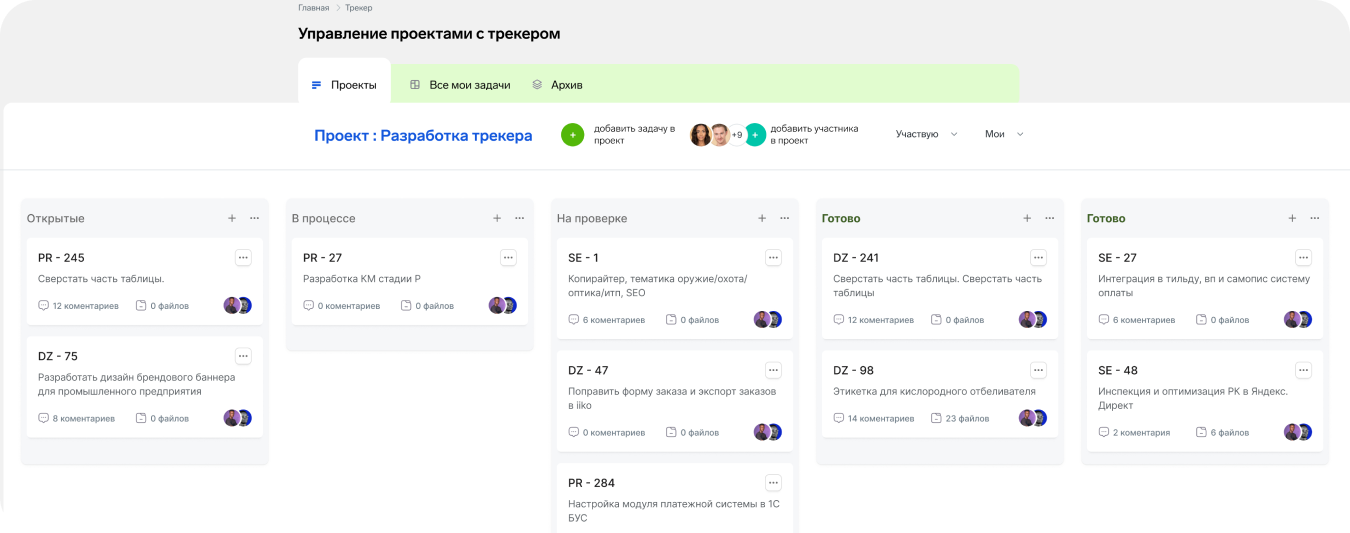 Главная > Трекер
Управление проектами с трекером
Проекты
Все мои задачи
Архив
Проект : Разработка трекера
+
добавить задачу в
проект
+9
+
добавить участника
в проект
Участвую
Мои
Открытые
PR - 245
Сверстать часть таблицы.
12 коментариев
0 файлов
DZ - 75
Разработать дизайн брендового баннера
для промышленного предприятия
8 коментариев
0 файлов
В процессе
PR - 27
Разработка КМ стадии Р
0 коментариев
0 файлов
На проверке
SE - 1
Копирайтер, тематика оружие/охота/
оптика/итп, SEO
6 коментариев
0 файлов
DZ - 47
Поправить форму заказа и экспорт заказов
в iiko
0 коментариев
0 файлов
PR - 284
Настройка модуля платежной системы в 1С
БУС
Готово
DZ - 241
Сверстать часть таблицы. Сверстать часть
таблицы
12 коментариев
0 файлов
DZ - 98
Этикетка для кислородного отбеливателя
14 коментариев
23 файлов
Готово
SE - 27
Интеграция в тильду, вп и самопис систему
оплаты
6 коментариев
0 файлов
SE - 48
Инспекция и оптимизация РК в Яндекс.
Директ
2 коментария
6 файлов